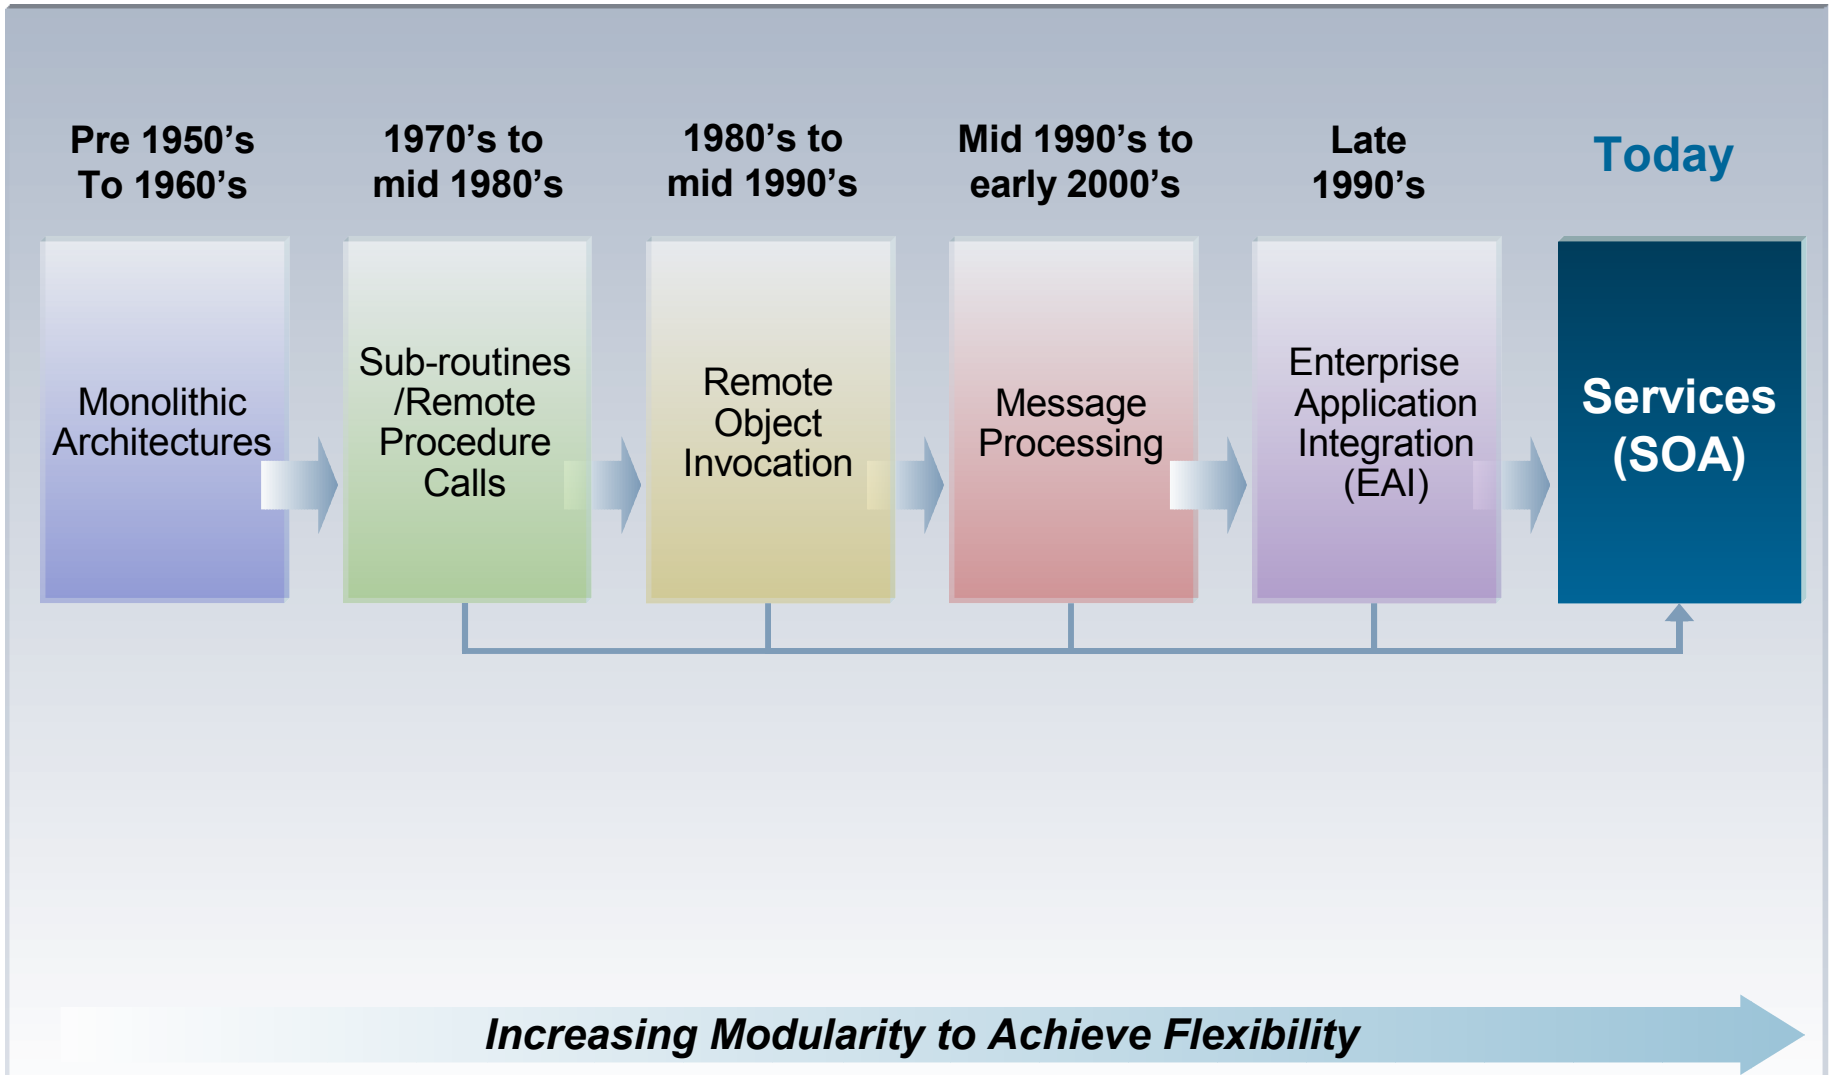 Pre 1950’s
To 1960’s
1970’s to
mid 1980’s
1980’s to
mid 1990’s
Mid 1990’s to
early 2000’s
Late
1990’s
Today
Monolithic
Architectures
Sub-routines
/Remote
Procedure
Calls
Remote
Object
Invocation
Message
Processing
Enterprise
Application
Integration
(EAI)
Services
(SOA)
Increasing Modularity to Achieve Flexibility